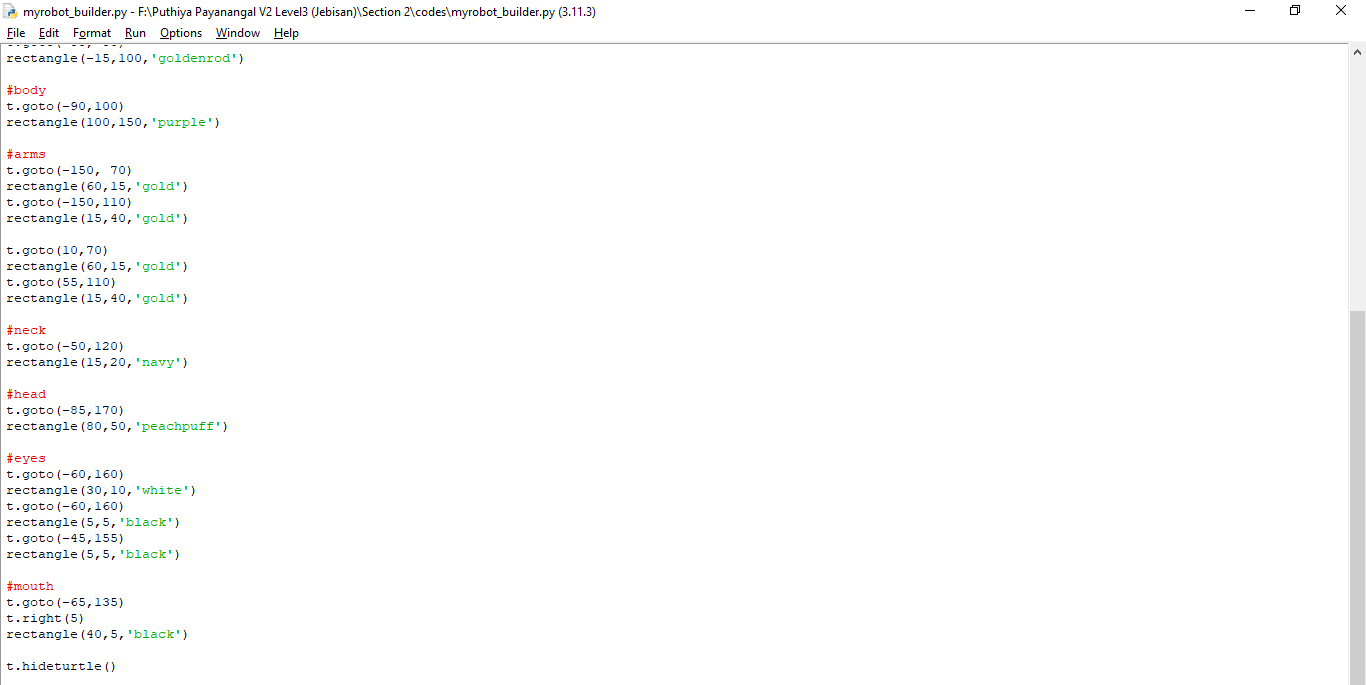 myrobot_builder.py - F:\Puthiya Payanangal V2 Level3 (Jebisan)\Section 2\codes\myrobot_builder.py (3.11.3)
File Edit Format Run Options Window Help
rectangle(-15,100,'goldenrod')
#body
t.goto(-90,100)
rectangle(100,150,'purple')
#arms
t.goto(-150, 70)
rectangle(60,15,'gold')
t.goto(-150,110)
rectangle(15,40,'gold')
t.goto(10,70)
rectangle(60,15,'gold')
t.goto(55,110)
rectangle(15,40,'gold')
#neck
t.goto(-50,120)
rectangle(15,20,'navy')
#head
t.goto(-85,170)
rectangle(80,50,'peachpuff')
#eyes
t.goto(-60,160)
rectangle(30,10,'white')
t.goto(-60,160)
rectangle(5,5,'black')
t.goto(-45,155)
rectangle(5,5,'black')
#mouth
t.goto(-65,135)
t.right(5)
rectangle(40,5,'black')
t.hideturtle()